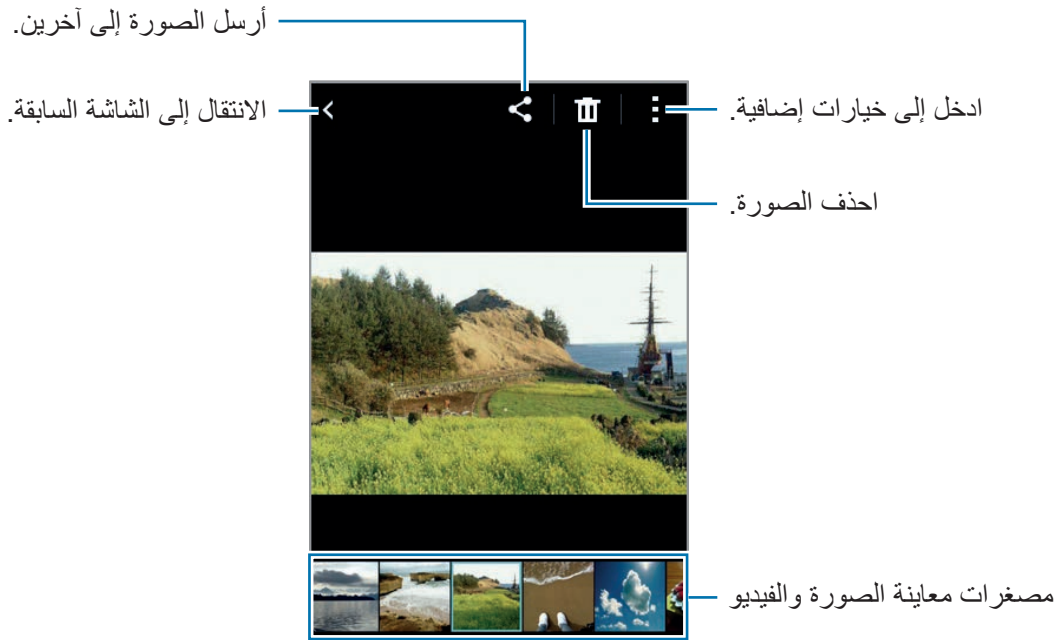 أرسل الصورة إلى آخرين.
الانتقال إلى الشاشة السابقة.
ادخل إلى خيارات إضافية.
احذف الصورة.
مصغرات معاينة الصورة والفيديو